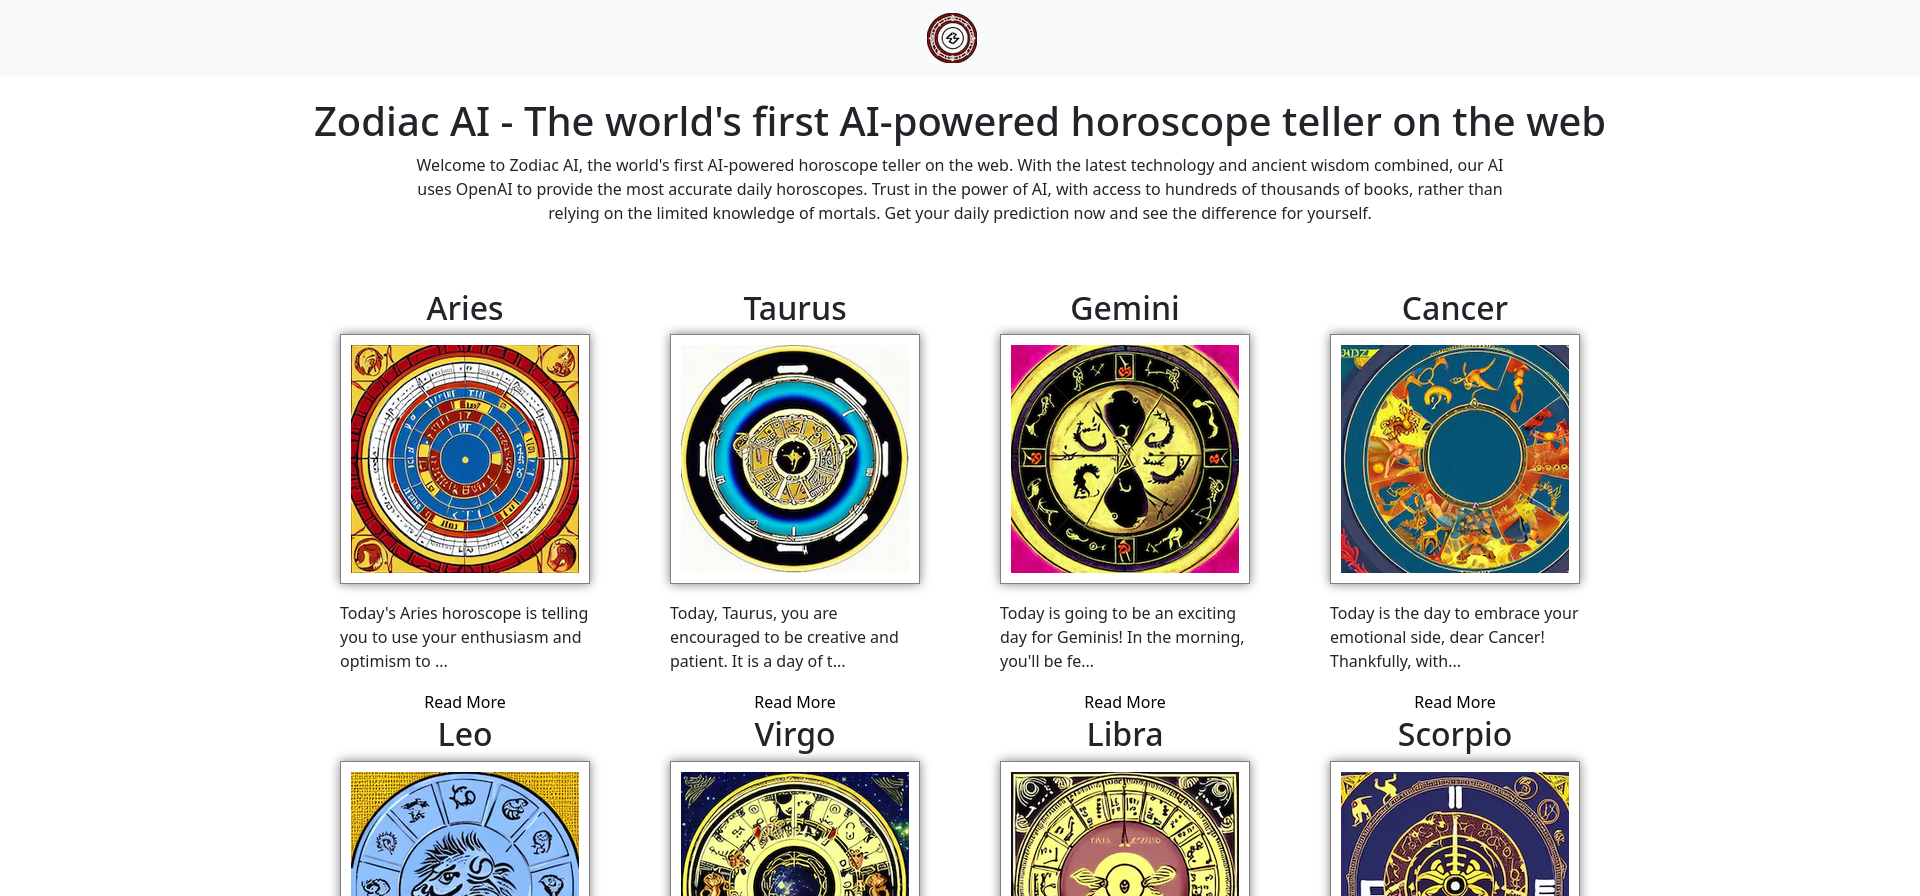 Zodiac AI - The world's first AI-powered horoscope teller on the web
Welcome to Zodiac AI, the world's first AI-powered horoscope teller on the web. With the latest technology and ancient wisdom combined, our AI
uses OpenAI to provide the most accurate daily horoscopes. Trust in the power of AI, with access to hundreds of thousands of books, rather than
relying on the limited knowledge of mortals. Get your daily prediction now and see the difference for yourself.
Aries
Taurus
Gemini
Cancer
Today's Aries horoscope is telling
you to use your enthusiasm and
optimism to ...
Today, Taurus, you are
encouraged to be creative and
patient. It is a day of t...
Today is going to be an exciting
day for Geminis! In the morning,
you'll be fe...
Today is the day to embrace your
emotional side, dear Cancer!
Thankfully, with...
Read More
Read More
Read More
Read More
Leo
Virgo
Libra
Scorpio